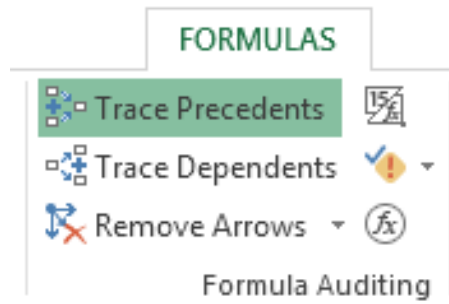 FORMULAS
Trace Precedents
Trace Dependents
Remove Arrows
Formula Auditing